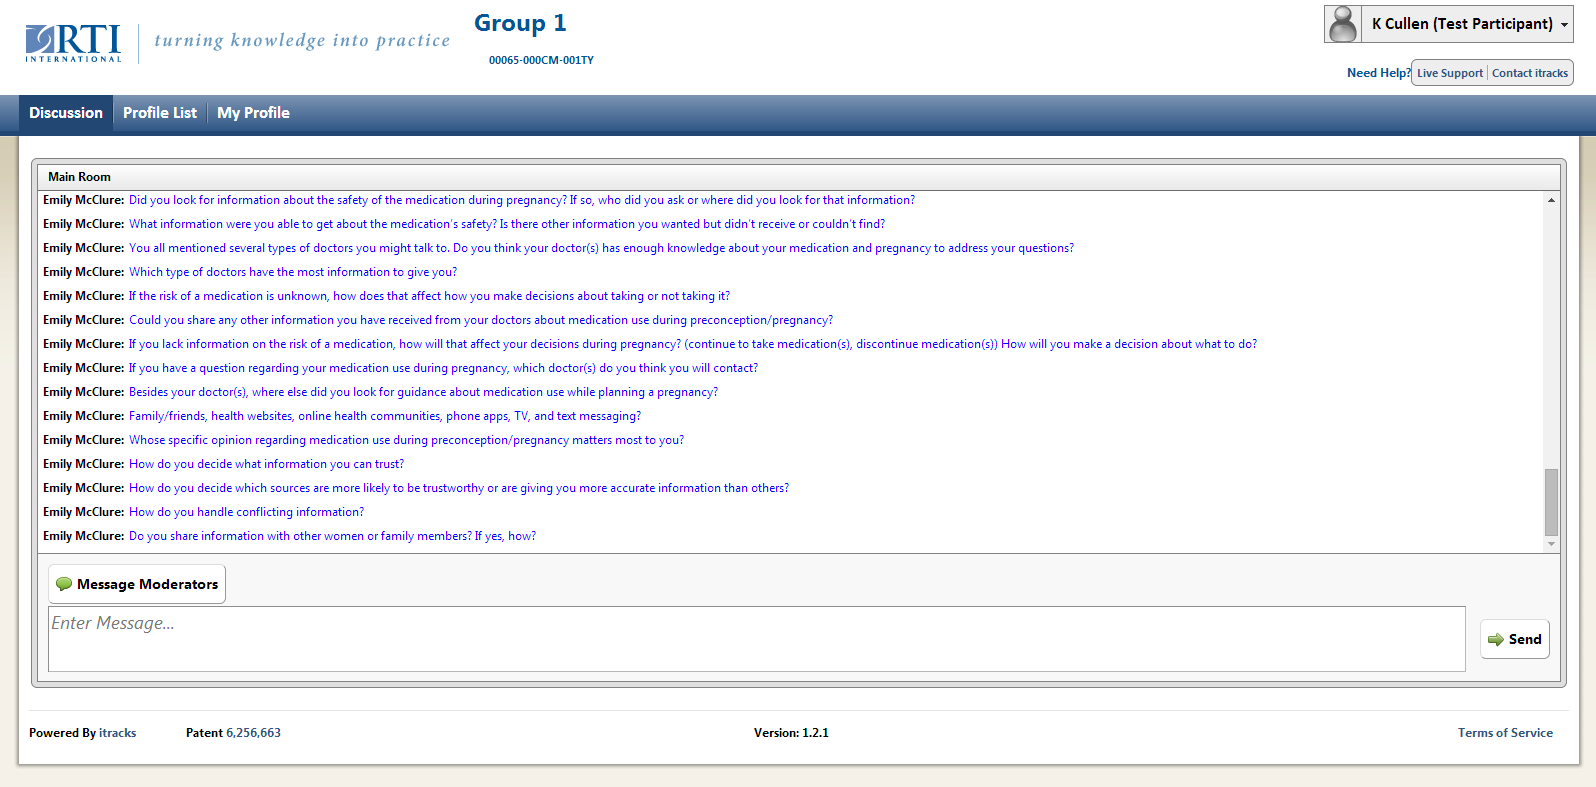 RTI
INTERNATIONAL
turning knowledge into practice
Group 1
00065-000CM-001TY
K Cullen (Test Participant)
Need Help? Live Support Contact itracks
Discussion Profile List My Profile
Main Room
Emily McClure: Did you look for information about the safety of the medication during pregnancy? If so, who did you ask or where did you look for that information?
Emily McClure: What information were you able to get about the medication's safety? Is there other information you wanted but didn't receive or couldn't find?
Emily McClure: You all mentioned several types of doctors you might talk to. Do you think your doctor(s) has enough knowledge about your medication and pregnancy to address your questions?
Emily McClure: Which type of doctors have the most information to give you?
Emily McClure: If the risk of a medication is unknown, how does that affect how you make decisions about taking or not taking it?
Emily McClure: Could you share any other information you have received from your doctors about medication use during preconception/pregnancy?
Emily McClure: If you lack information on the risk of a medication, how will that affect your decisions during pregnancy? (continue to take medication(s), discontinue medication(s)) How will you make a decision about what to do?
Emily McClure: If you have a question regarding your medication use during pregnancy, which doctor(s) do you think you will contact?
Emily McClure: Besides your doctor(s), where else did you look for guidance about medication use while planning a pregnancy?
Emily McClure: Family/friends, health websites, online health communities, phone apps, TV, and text messaging?
Emily McClure: Whose specific opinion regarding medication use during preconception/pregnancy matters most to you?
Emily McClure: How do you decide what information you can trust?
Emily McClure: How do you decide which sources are more likely to be trustworthy or are giving you more accurate information than others?
Emily McClure: How do you handle conflicting information?
Emily McClure: Do you share information with other women or family members? If yes, how?
Message Moderators
Enter Message...
Send
Powered By itracks Patent 6,256,663 Version: 1.2.1 Terms of Service